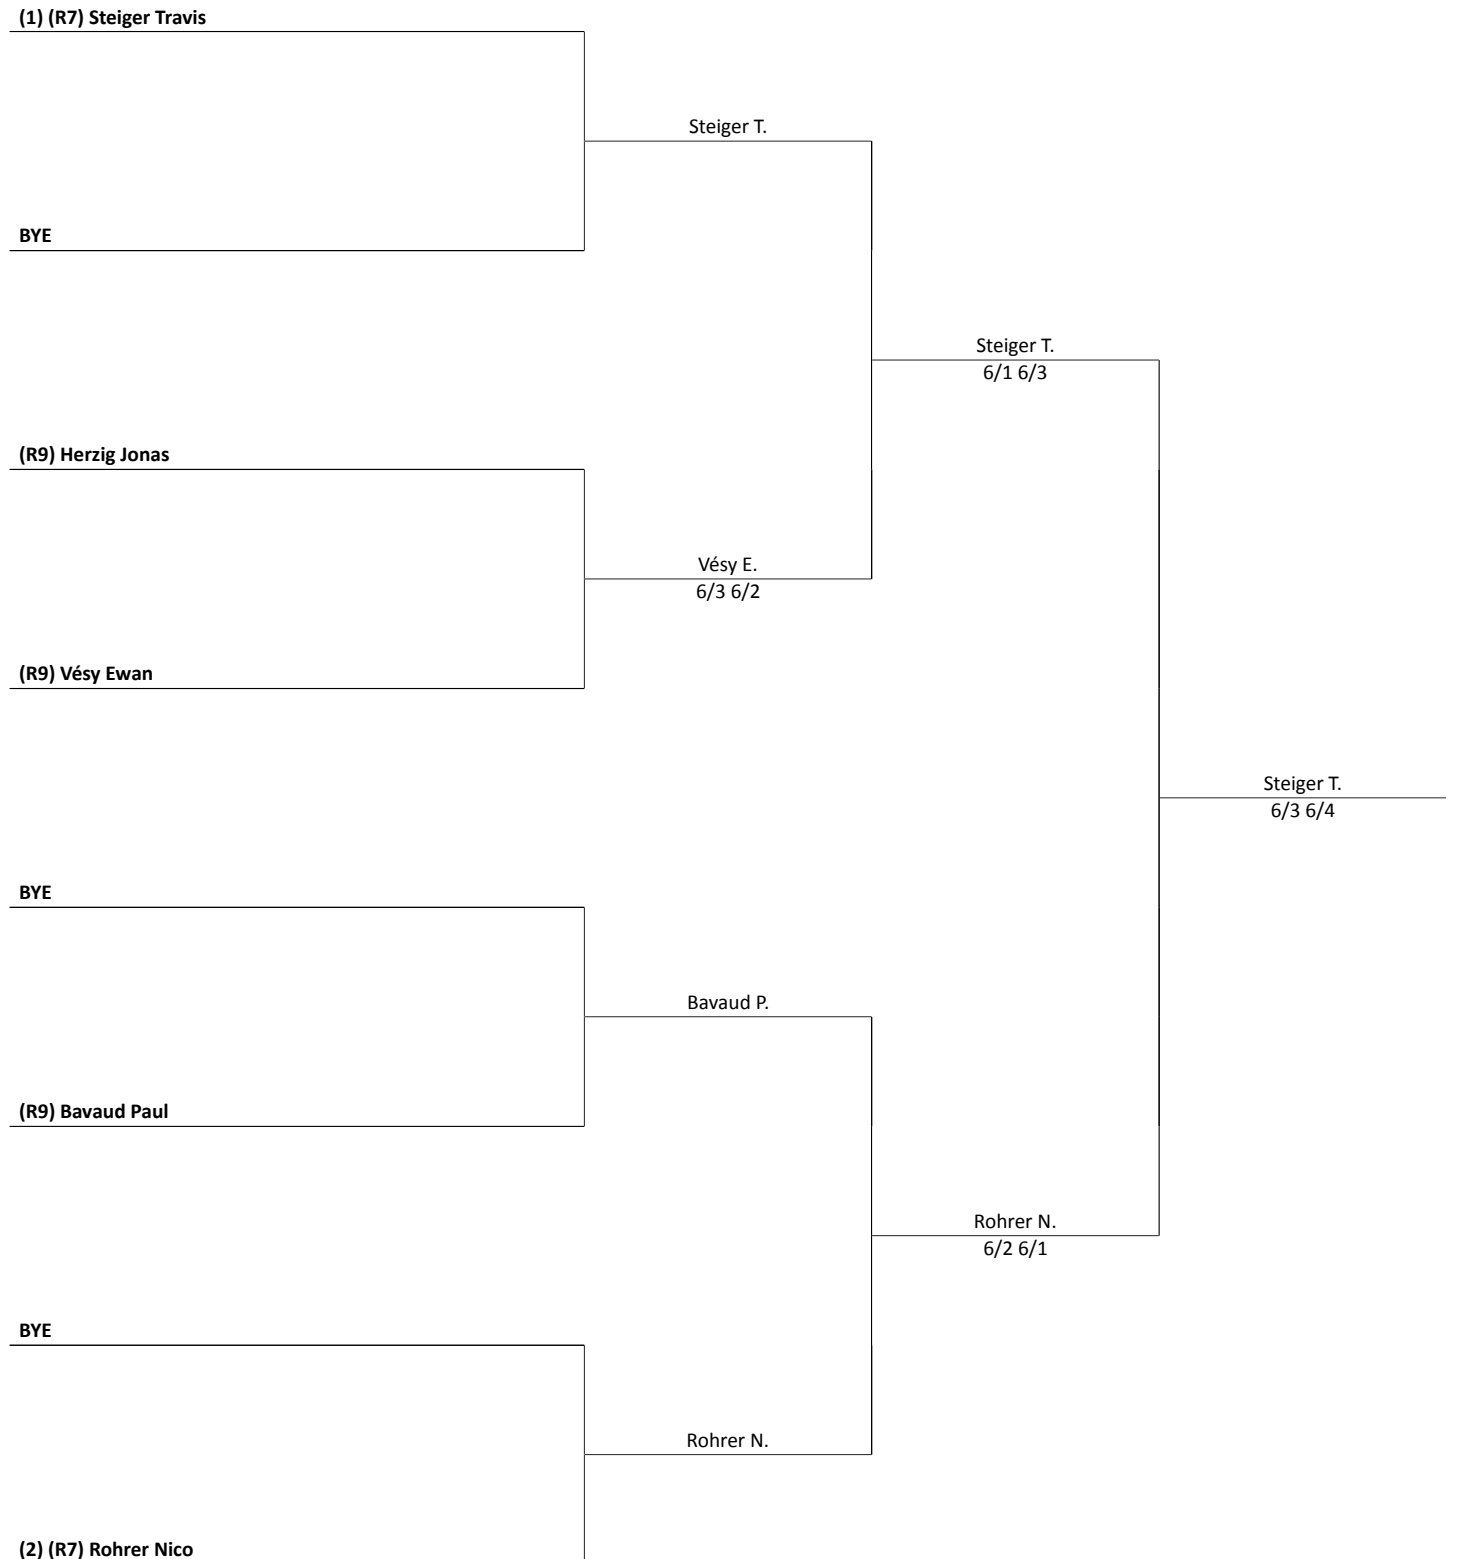 (1) (R7) Steiger Travis
Steiger T.
BYE
Steiger T.
6/1 6/3
(R9) Herzig Jonas
Vésy E.
6/3 6/2
(R9) Vésy Ewan
Steiger T.
6/3 6/4
BYE
Bavaud P.
(R9) Bavaud Paul
Rohrer N.
6/2 6/1
BYE
Rohrer N.
(2) (R7) Rohrer Nico